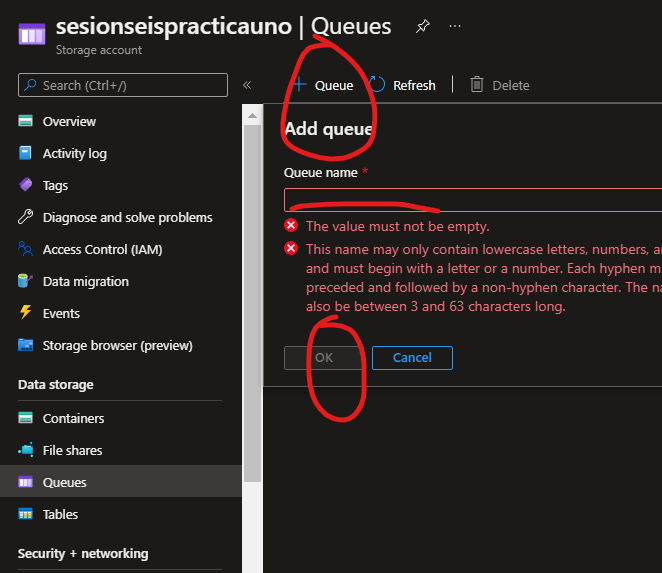 sesionseispracticauno | Queues
Storage account
Search (Ctrl+/)
Queue Refresh Delete
Overview
Activity log
Tags
Diagnose and solve problems
Access Control (IAM)
Data migration
Events
Storage browser (preview)
Data storage
Containers
File shares
Queues
Tables
Security + networking
Add queue
Queue name *
The value must not be empty.
This name may only contain lowercase letters, numbers,
and must begin with a letter or a number. Each hyphen
preceded and followed by a non-hyphen character. The
also be between 3 and 63 characters long.
OK Cancel